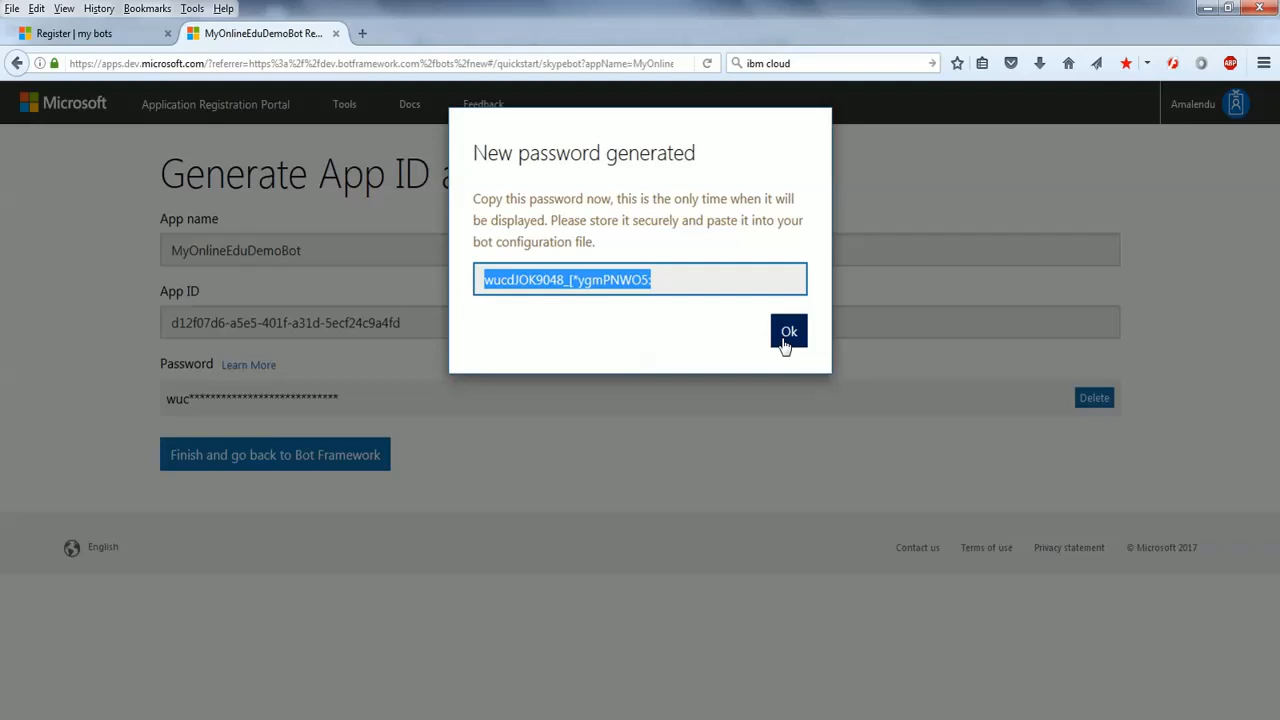 File Edit View History Bookmarks Tools Help
Register | my bots
MyOnlineEduDemoBot Re...
https://apps.dev.microsoft.com/?referrer=https%3a%2f%2fdev.botframework.com%2fbots%2fnew#/quickstart/skypebot?appName=MyOnline
ibm cloud
ABP
Microsoft Application Registration Portal Tools Docs Feedback Amalendu
Generate App ID
App name
MyOnlineEduDemoBot
App ID
d12f07d6-a5e5-401f-a31d-5ecf24c9a4fd
Password Learn More
wuc****************************
Delete
Finish and go back to Bot Framework
New password generated
Copy this password now, this is the only time when it will
be displayed. Please store it securely and paste it into your
bot configuration file.
wucdJOK9048_[*ygmPNWO5:
Ok
English
Contact us Terms of use Privacy statement © Microsoft 2017